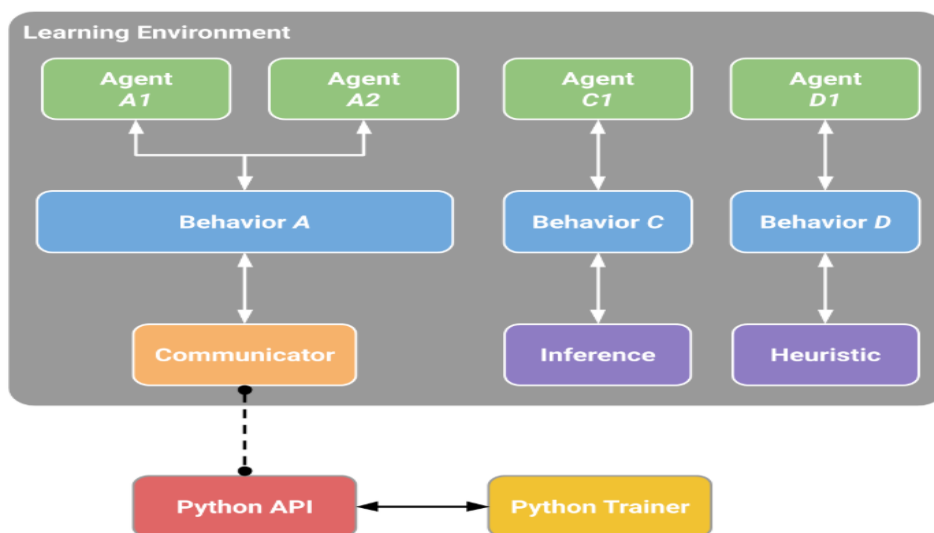 Learning Environment
Agent
A1
Agent
A2
Agent
C1
Agent
D1
Behavior A
Behavior C
Behavior D
Communicator
Inference
Heuristic
Python API
Python Trainer